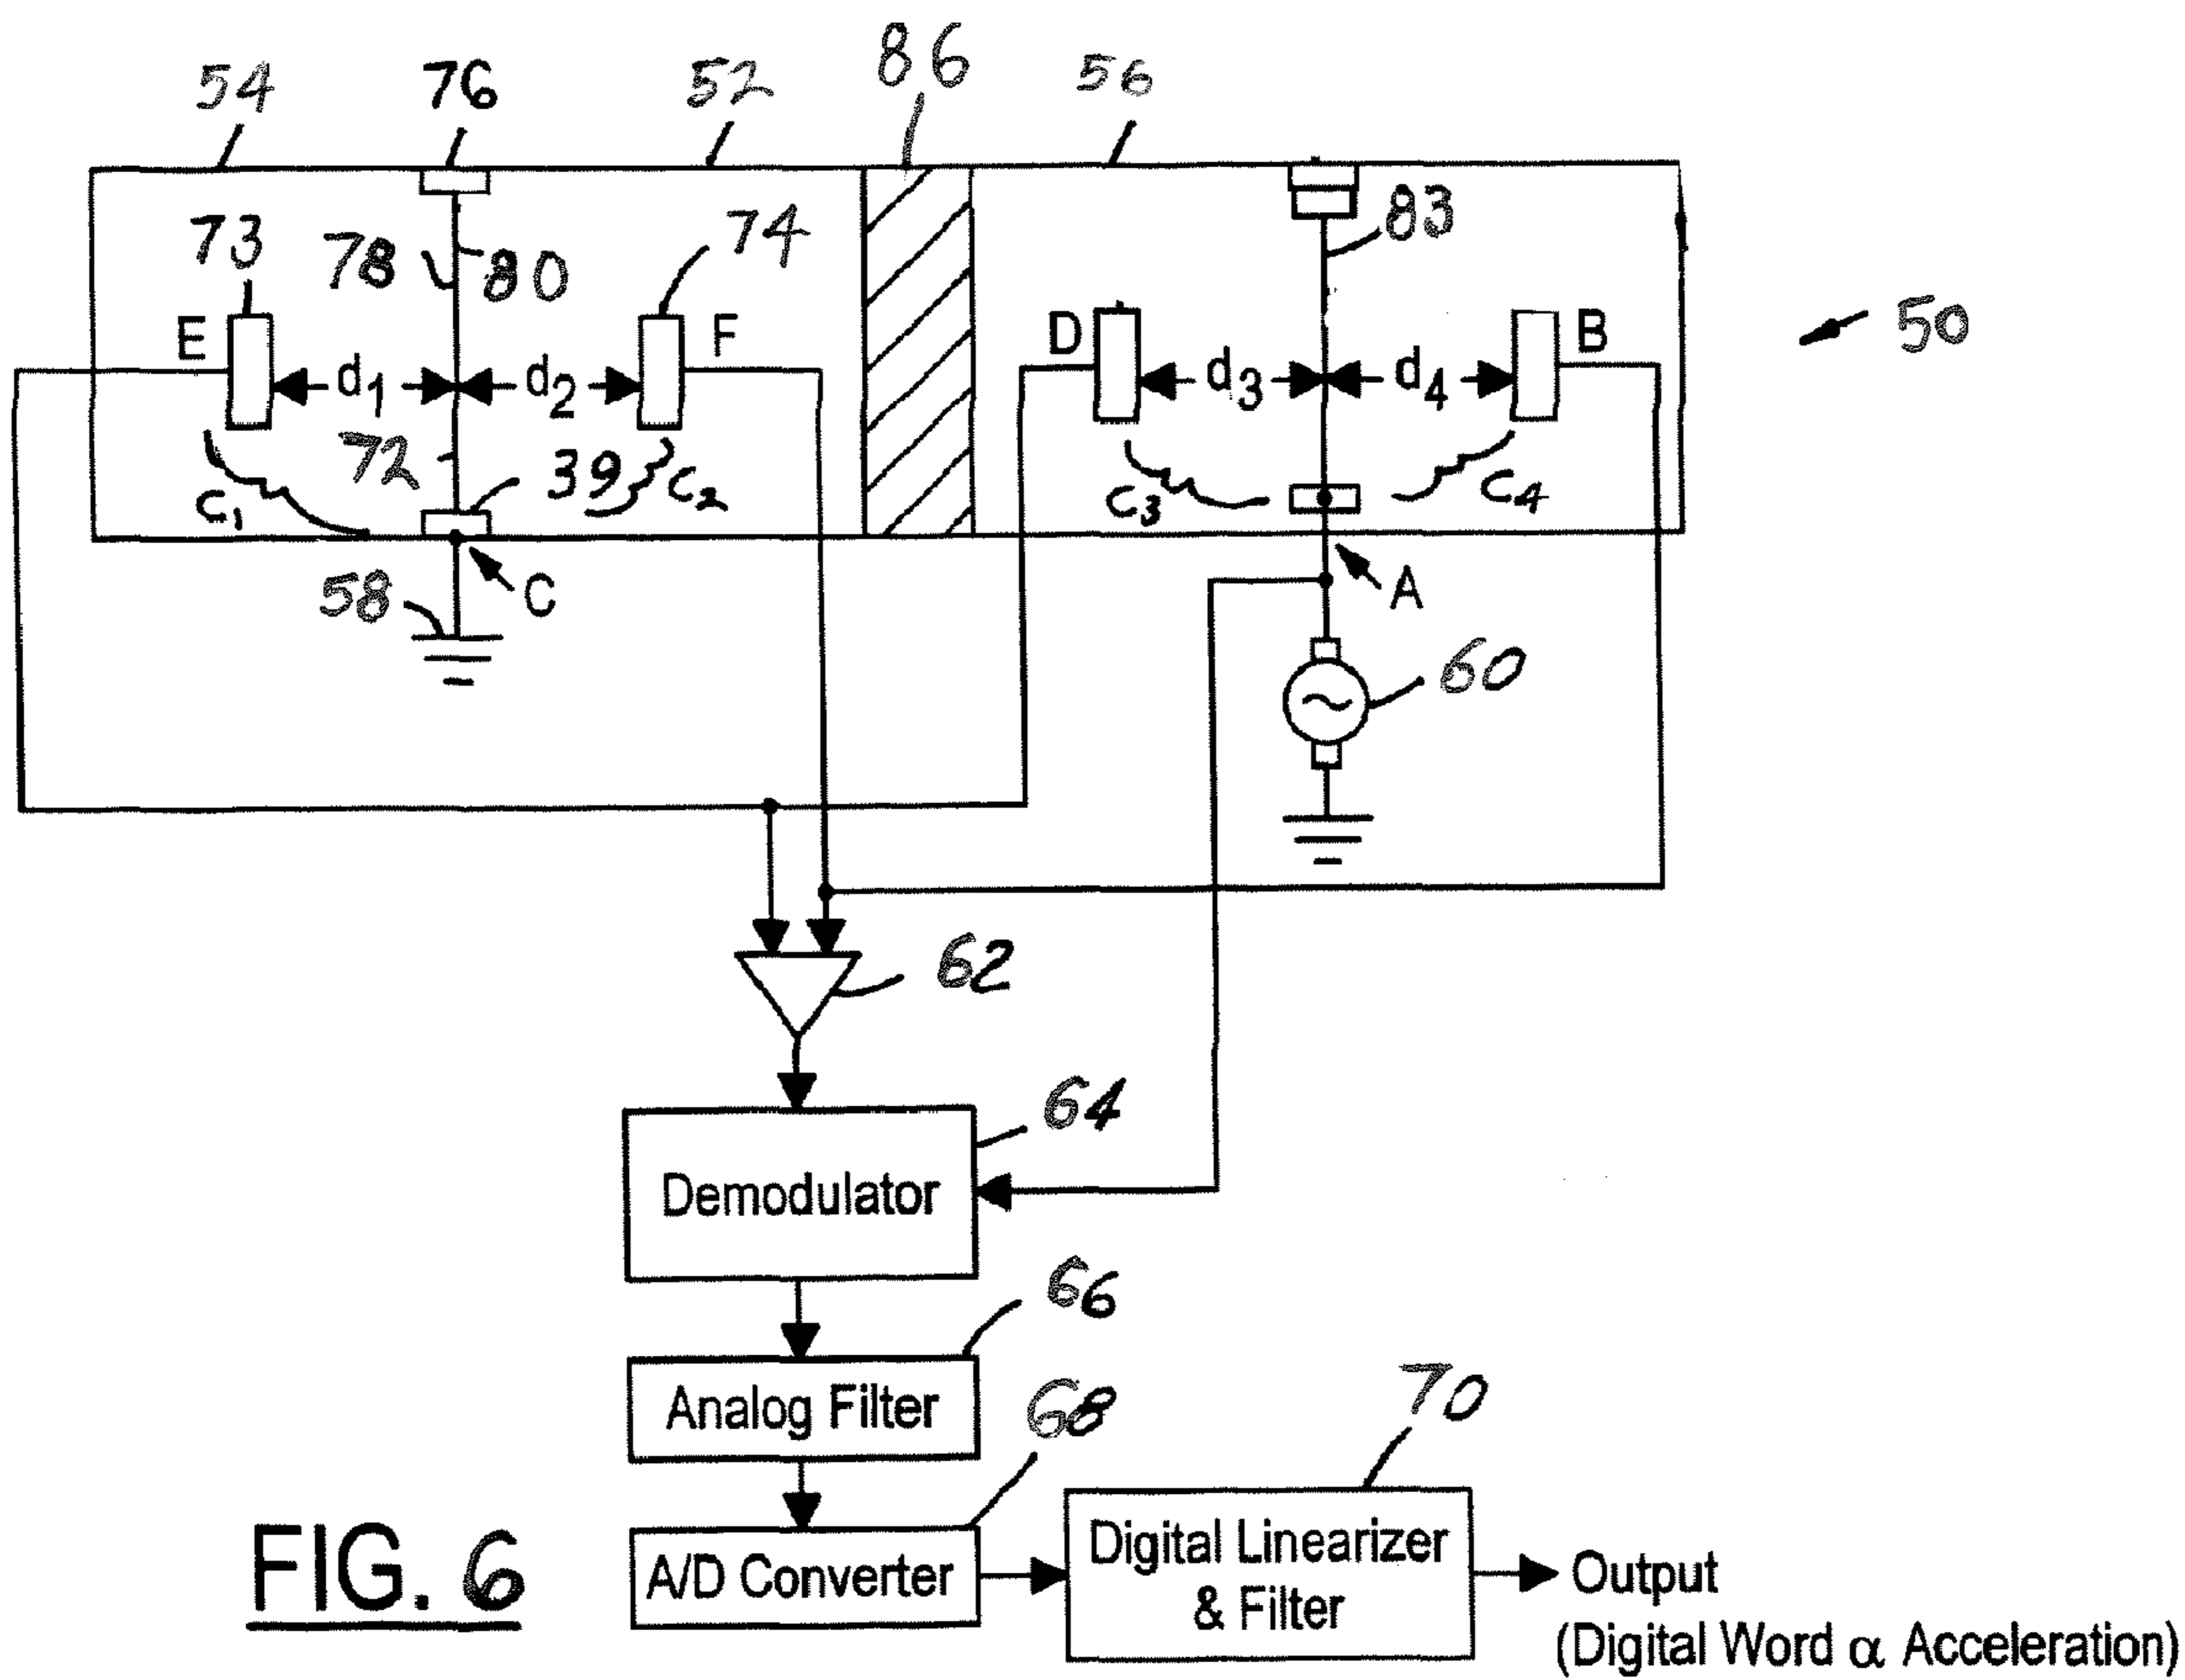 54 76 52 86 56
73 78 80 74 83
E d1 d2 F D d3 d4 B 50
72 39 C1 C2 C3 C4
58 C A
60
62
64
Demodulator
66
Analog Filter
68 70
A/D Converter
Digital Linearizer
& Filter
Output
(Digital Word α Acceleration)
FIG. 6